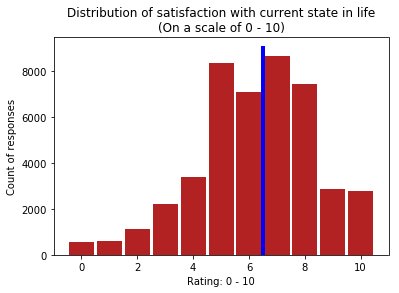 Distribution of satisfaction with current state in life
(On a scale of 0 - 10)
Count of responses
8000
6000
4000
2000
0
0 2 4 6 8 10
Rating: 0 - 10